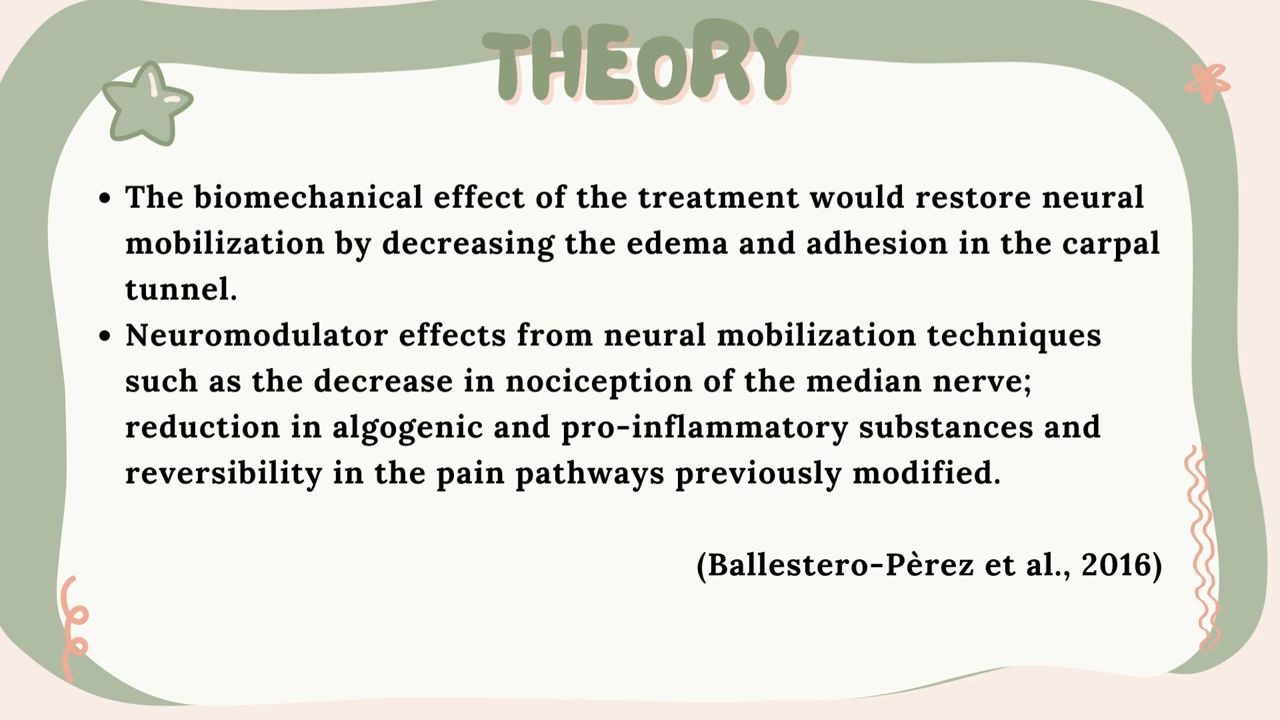 THEORY
• The biomechanical effect of the treatment would restore neural
mobilization by decreasing the edema and adhesion in the carpal
tunnel.
• Neuromodulator effects from neural mobilization techniques
such as the decrease in nociception of the median nerve;
reduction in algogenic and pro-inflammatory substances and
reversibility in the pain pathways previously modified.
(Ballestero-Pèrez et al., 2016)